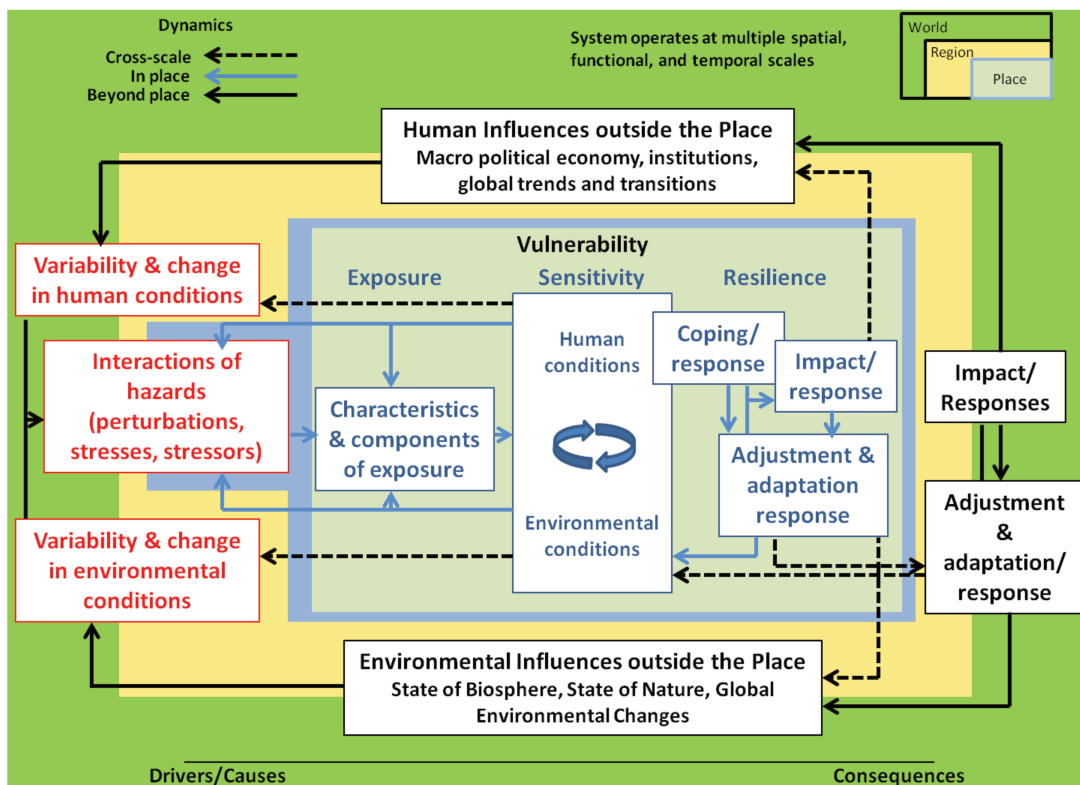 Dynamics
Cross-scale
In place
Beyond place
System operates at multiple spatial,
functional, and temporal scales
World
Region
Place
Human Influences outside the Place
Macro political economy, institutions,
global trends and transitions
Vulnerability
Exposure
Sensitivity
Resilience
Variability & change
in human conditions
Interactions of
hazards
(perturbations,
stresses, stressors)
Variability & change
in environmental
conditions
Characteristics
& components
of exposure
Human
conditions
Environmental
conditions
Coping/
response
Impact/
response
Adjustment &
adaptation
response
Impact/
Responses
Adjustment
&
adaptation/
response
Environmental Influences outside the Place
State of Biosphere, State of Nature, Global
Environmental Changes
Drivers/Causes
Consequences